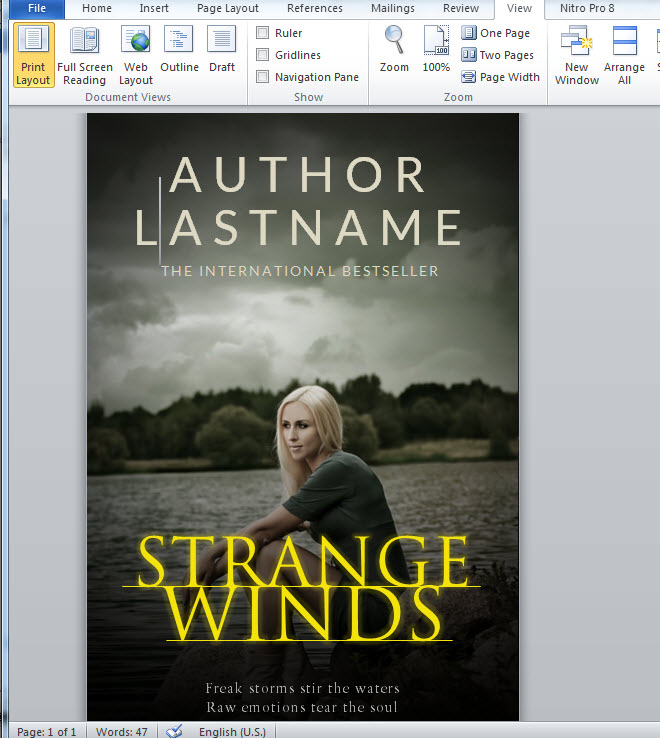 File Home Insert Page Layout References Mailings Review View Nitro Pro 8
Ruler One Page
Gridlines Two Pages
Navigation Pane Page Width
Print Layout Full Screen Reading Web Layout Outline Draft Zoom 100% New Window Arrange All
Document Views Show Zoom
AUTHOR
LASTNAME
THE INTERNATIONAL BESTSELLER
STRANGE
WINDS
Freak storms stir the waters
Raw emotions tear the soul
Page: 1 of 1 Words: 47 English (U.S.)